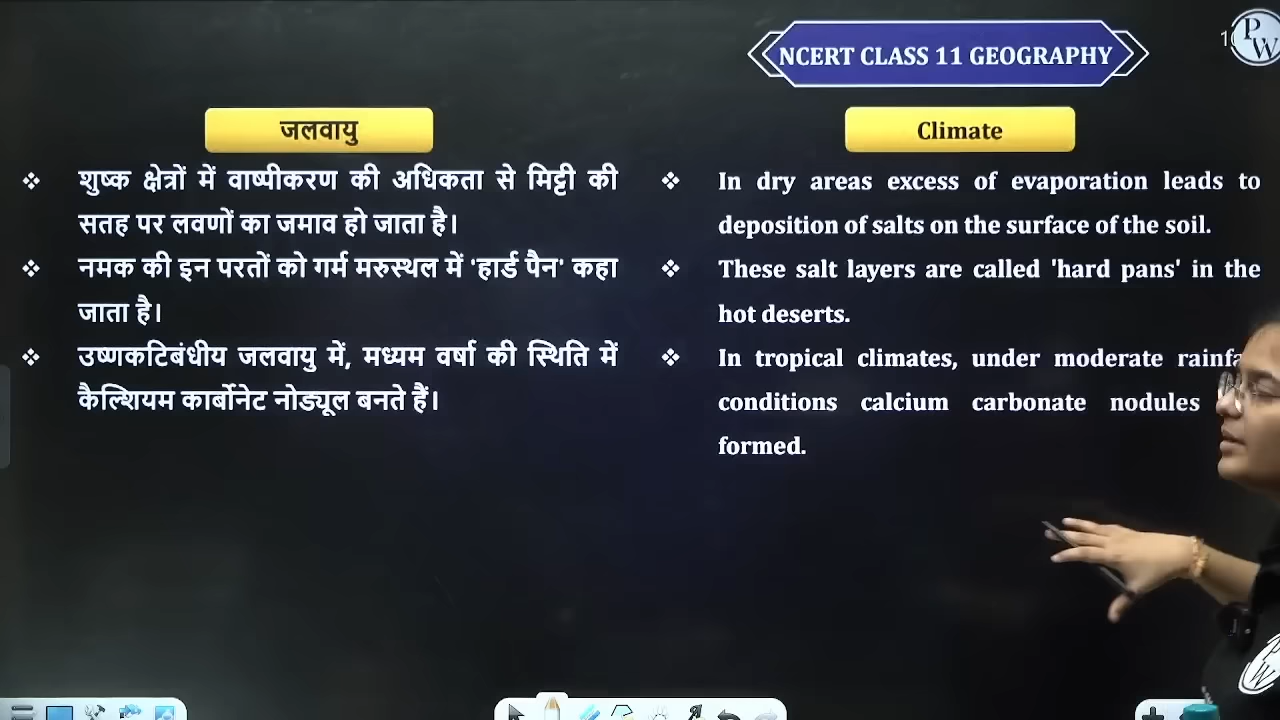 NCERT CLASS 11 GEOGRAPHY
PW
जलवायु
शुष्क क्षेत्रों में वाष्पीकरण की अधिकता से मिट्टी की
सतह पर लवणों का जमाव हो जाता है।
नमक की इन परतों को गर्म मरुस्थल में 'हार्ड पैन' कहा
जाता है।
उष्णकटिबंधीय जलवायु में, मध्यम वर्षा की स्थिति में
कैल्शियम कार्बोनेट नोड्यूल बनते हैं।
Climate
In dry areas excess of evaporation leads to
deposition of salts on the surface of the soil.
These salt layers are called 'hard pans' in the
hot deserts.
In tropical climates, under moderate
conditions calcium carbonate nodules
formed.